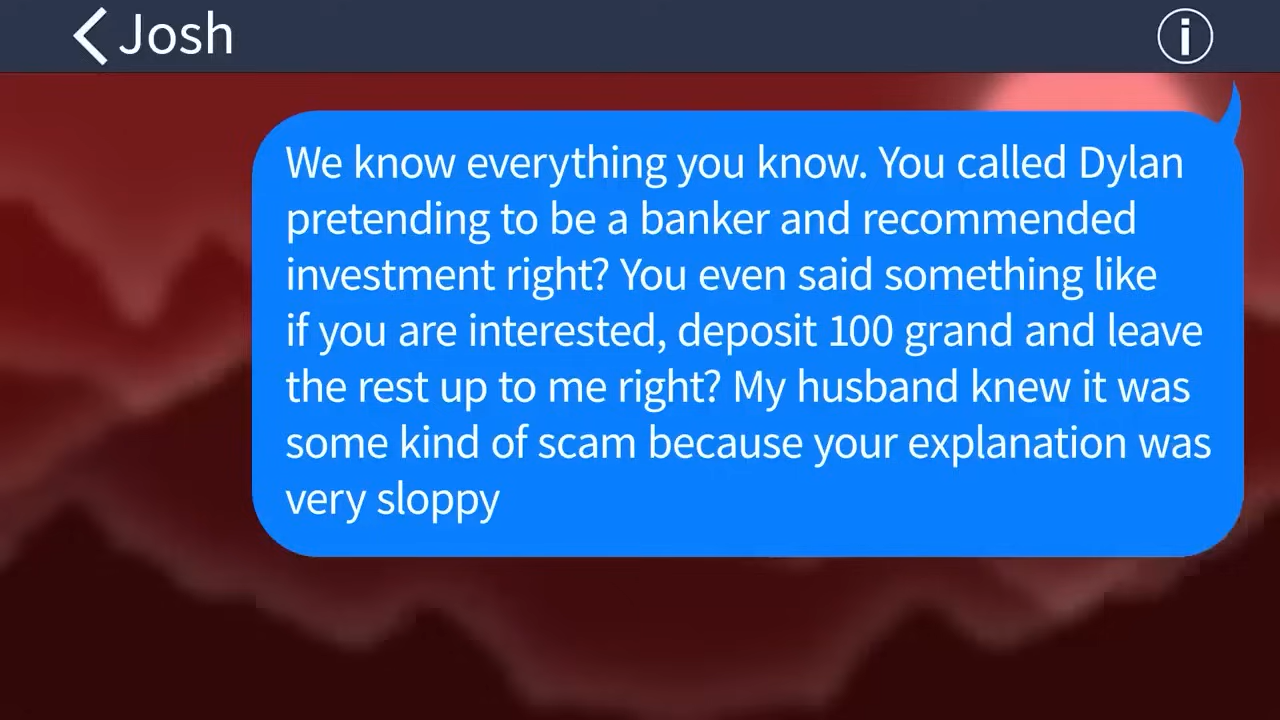 Josh
We know everything you know. You called Dylan
pretending to be a banker and recommended
investment right? You even said something like
if you are interested, deposit 100 grand and leave
the rest up to me right? My husband knew it was
some kind of scam because your explanation was
very sloppy